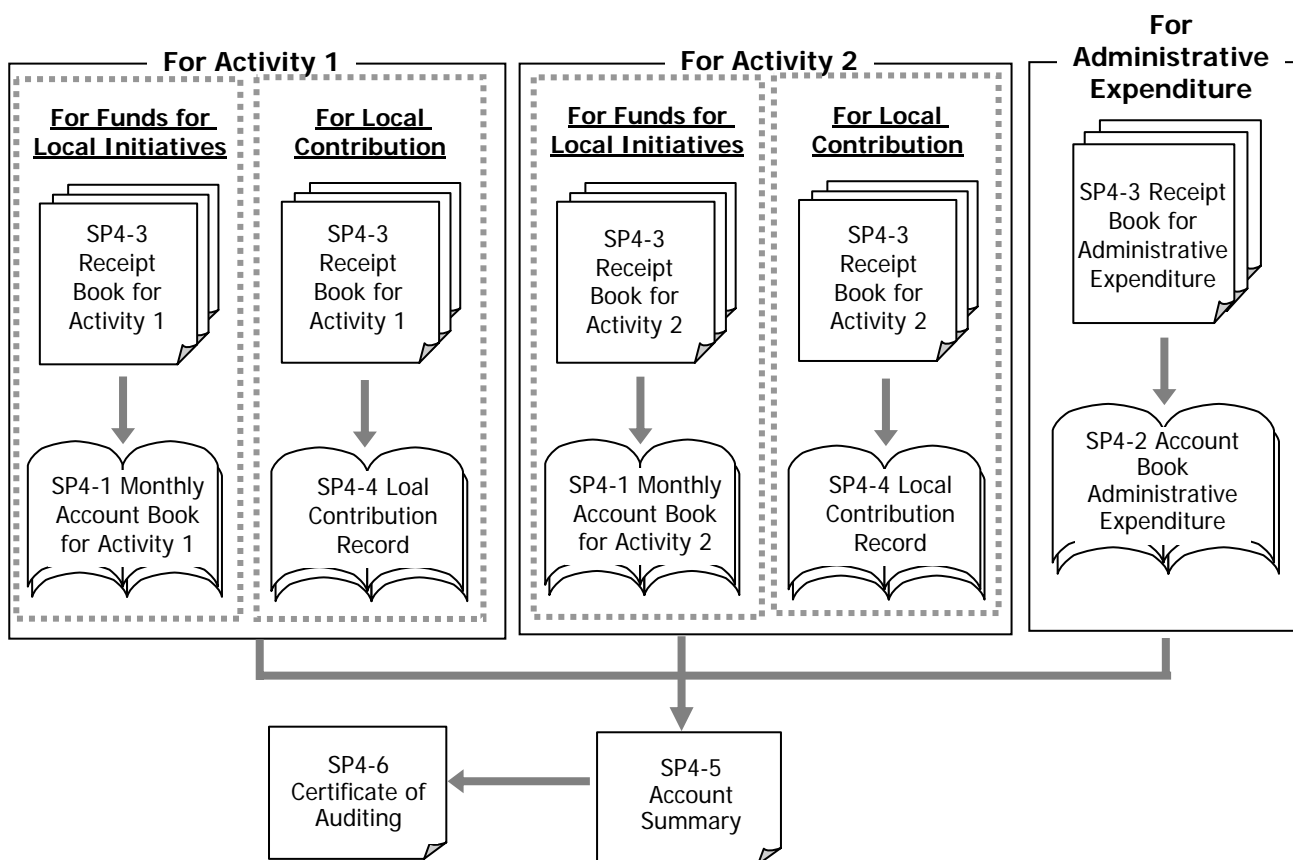 For Activity 1
For Funds for
Local Initiatives
SP4-3
Receipt
Book for
Activity 1
SP4-1 Monthly
Account Book
for Activity 1
For Local
Contribution
SP4-3
Receipt
Book for
Activity 1
SP4-4 Loal
Contribution
Record
For Activity 2
For Funds for
Local Initiatives
SP4-3
Receipt
Book for
Activity 2
SP4-1 Monthly
Account Book
for Activity 2
For Local
Contribution
SP4-3
Receipt
Book for
Activity 2
SP4-4 Local
Contribution
Record
For
Administrative
Expenditure
SP4-3 Receipt
Book for
Administrative
Expenditure
SP4-2 Account
Book
Administrative
Expenditure
SP4-6
Certificate of
Auditing
SP4-5
Account
Summary